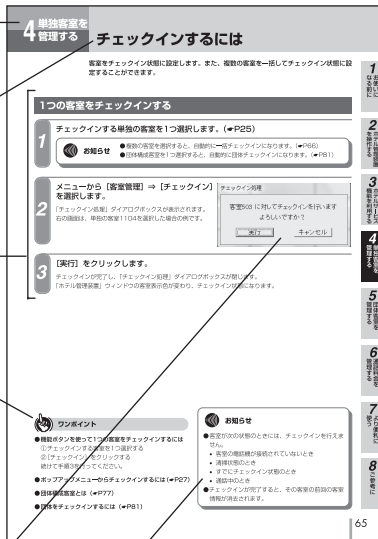 4 単独客室を
管理する
チェックインするには
客室をチェックイン状態に設定します。また、複数の客室を一括してチェックイン状態に設
定することができます。
1つの客室をチェックインする
1
チェックインする単独の客室を1つ選択します。(☛P25)
お知らせ
●複数の客室を選択すると、自動的に一括チェックインになります。(☛P66)
●団体構成客室を1つ選択すると、自動的に団体チェックインになります。(☛P81)
2
メニューから［客室管理］⇒［チェックイン］
を選択します。
「チェックイン処理」ダイアログボックスが表示されます。
右の画面は、単独の客室1104を選択した場合の例です。
チェックイン処理
客室503 に対してチェックインを行います
よろしいですか？
実行
キャンセル
3
［実行］をクリックします。
チェックインが完了し、「チェックイン処理」ダイアログボックスが閉じます。
「ホテル管理装置」ウィンドウの客室表示色が変わり、チェックイン状態になります。
ワンポイント
●機能ボタンを使って1つの客室をチェックインするには
①チェックインする客室を1つ選択する
②［チェックイン］をクリックする
続けて手順3を行ってください。
●ポップアップメニューからチェックインするには (☛P27)
●団体構成客室とは (☛P77)
●団体をチェックインするには (☛P81)
お知らせ
●客室が次の状態のときには、チェックインを行えま
せん。
• 客室の電話機が接続されていないとき
• 清掃状態のとき
• すでにチェックイン状態のとき
• 通話中のとき
●チェックインが完了すると、その客室の前回の客室
情報が消去されます。
1 お使いに
なる前に
2 ホテル管理装置
を操作する
3 ホテルサービス
機能を利用する
4 単独客室を
管理する
5 団体客室を
管理する
6 通話料金を
管理する
7 より便利に
使う
8 ご参考に
65